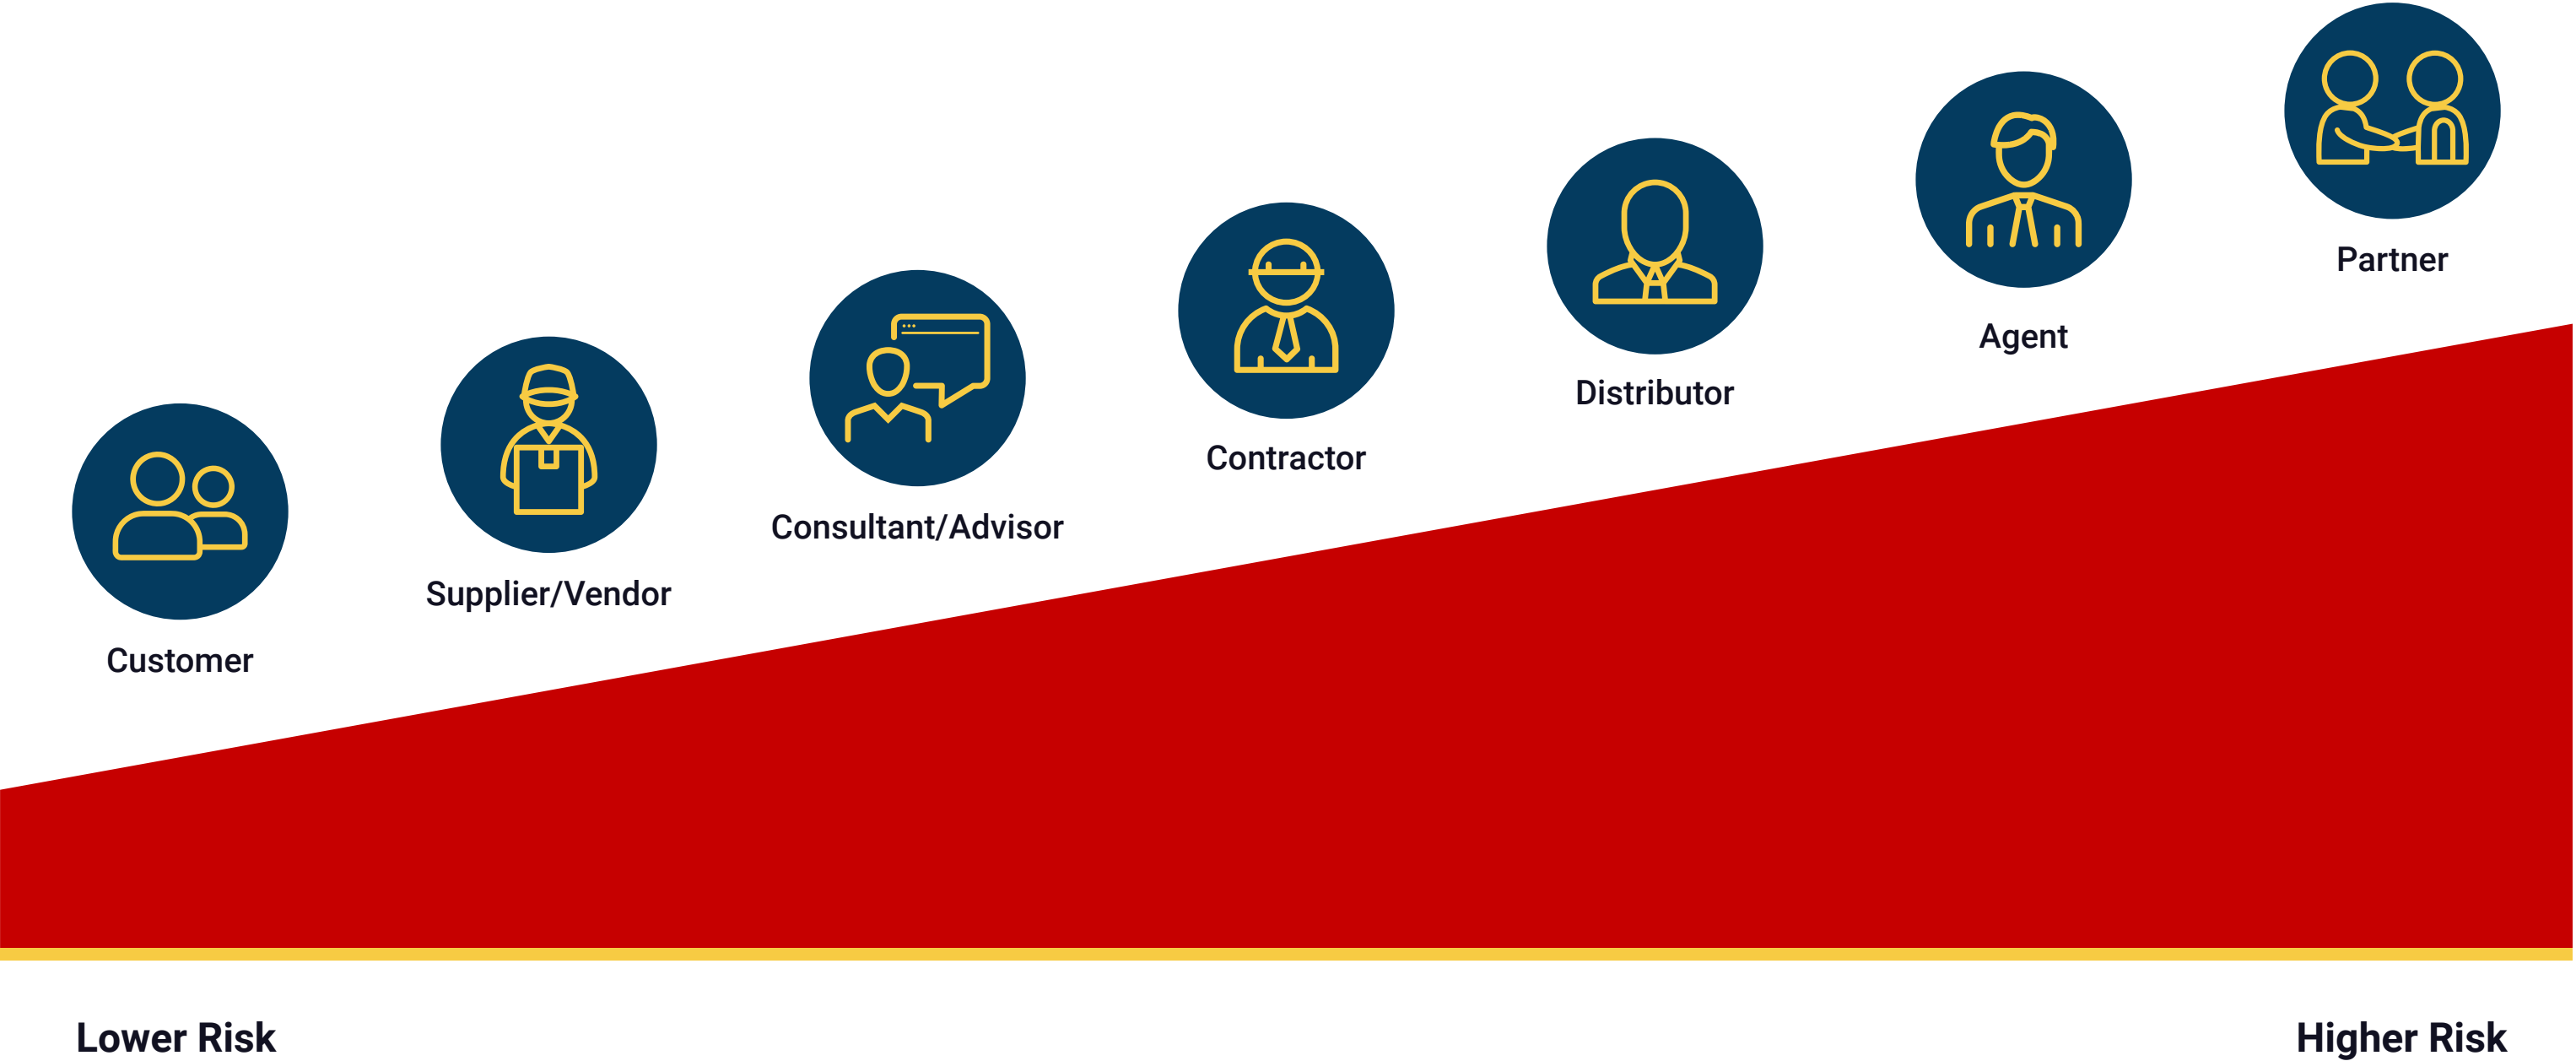 Customer
Supplier/Vendor
Consultant/Advisor
Contractor
Distributor
Agent
Partner
Lower Risk
Higher Risk